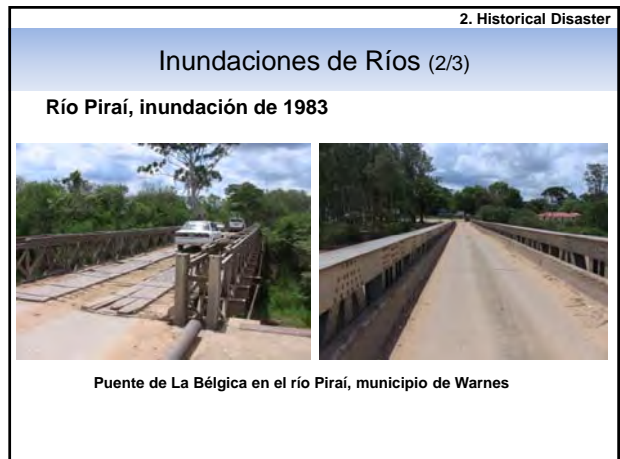 2. Historical Disaster
Inundaciones de Ríos (2/3)
Río Piraí, inundación de 1983
Puente de La Bélgica en el río Piraí, municipio de Warnes